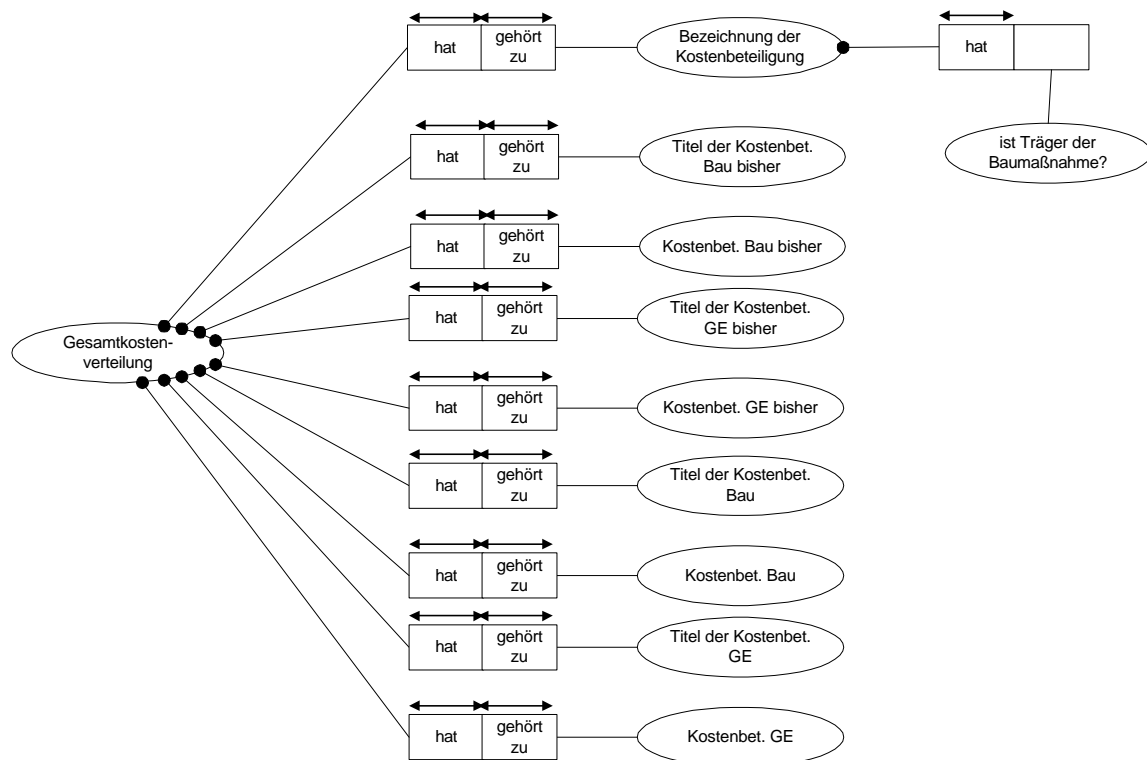 hat
gehört
zu
Bezeichnung der
Kostenbeteiligung
hat
ist Träger der
Baumaßnahme?
hat
gehört
zu
Titel der Kostenbet.
Bau bisher
hat
gehört
zu
Kostenbet. Bau bisher
hat
gehört
zu
Titel der Kostenbet.
GE bisher
Gesamtkosten-
verteilung
hat
gehört
zu
Kostenbet. GE bisher
hat
gehört
zu
Titel der Kostenbet.
Bau
hat
gehört
zu
Kostenbet. Bau
hat
gehört
zu
Titel der Kostenbet.
GE
hat
gehört
zu
Kostenbet. GE